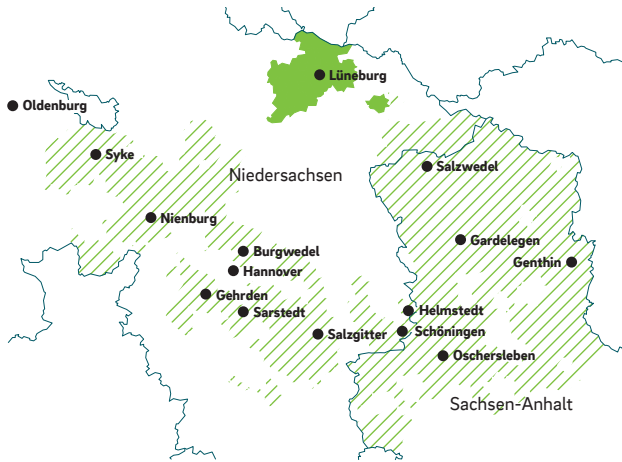 Lüneburg
Oldenburg
Syke
Salzwedel
Niedersachsen
Nienburg
Gardelegen
Burgwedel
Genthin
Hannover
Gehrden
Sarstedt
Helmstedt
Salzgitter
Schöningen
Oschersleben
Sachsen-Anhalt